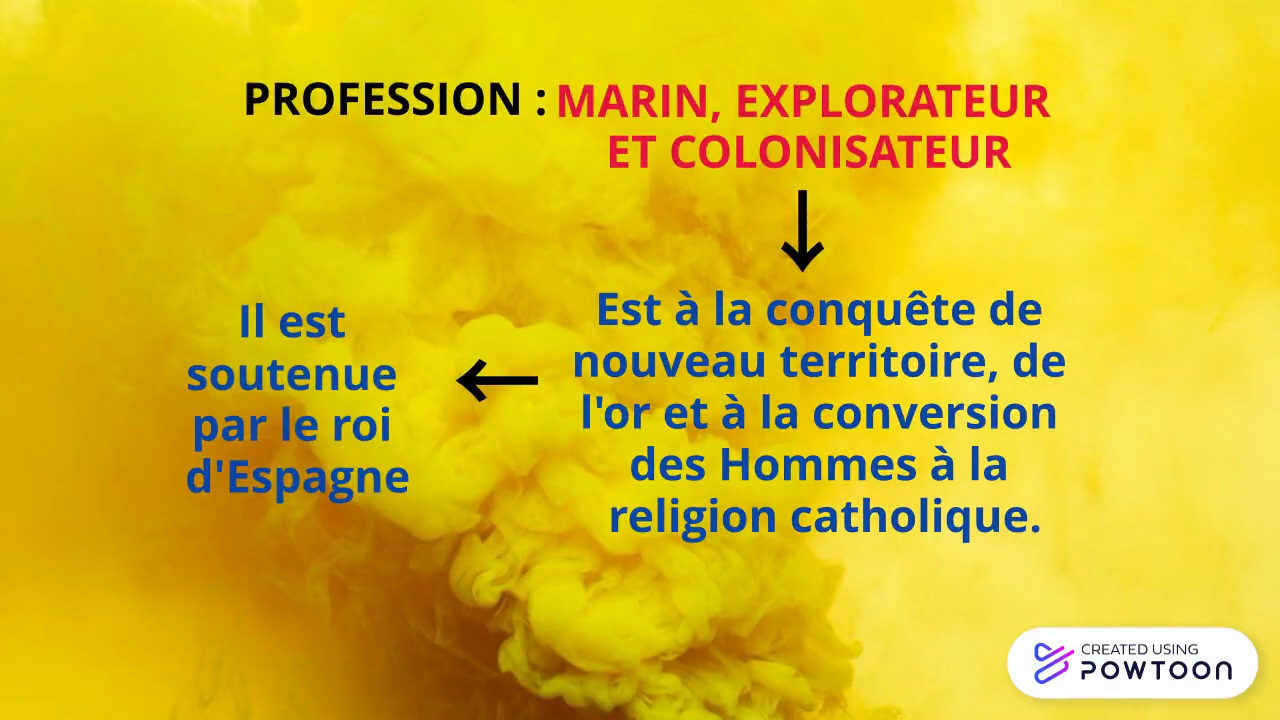 PROFESSION : MARIN, EXPLORATEUR
ET COLONISATEUR
Est à la conquête de
nouveau territoire, de
l'or et à la conversion
des Hommes à la
religion catholique.
Il est
soutenue
par le roi
d'Espagne
CREATED USING
POWTOON